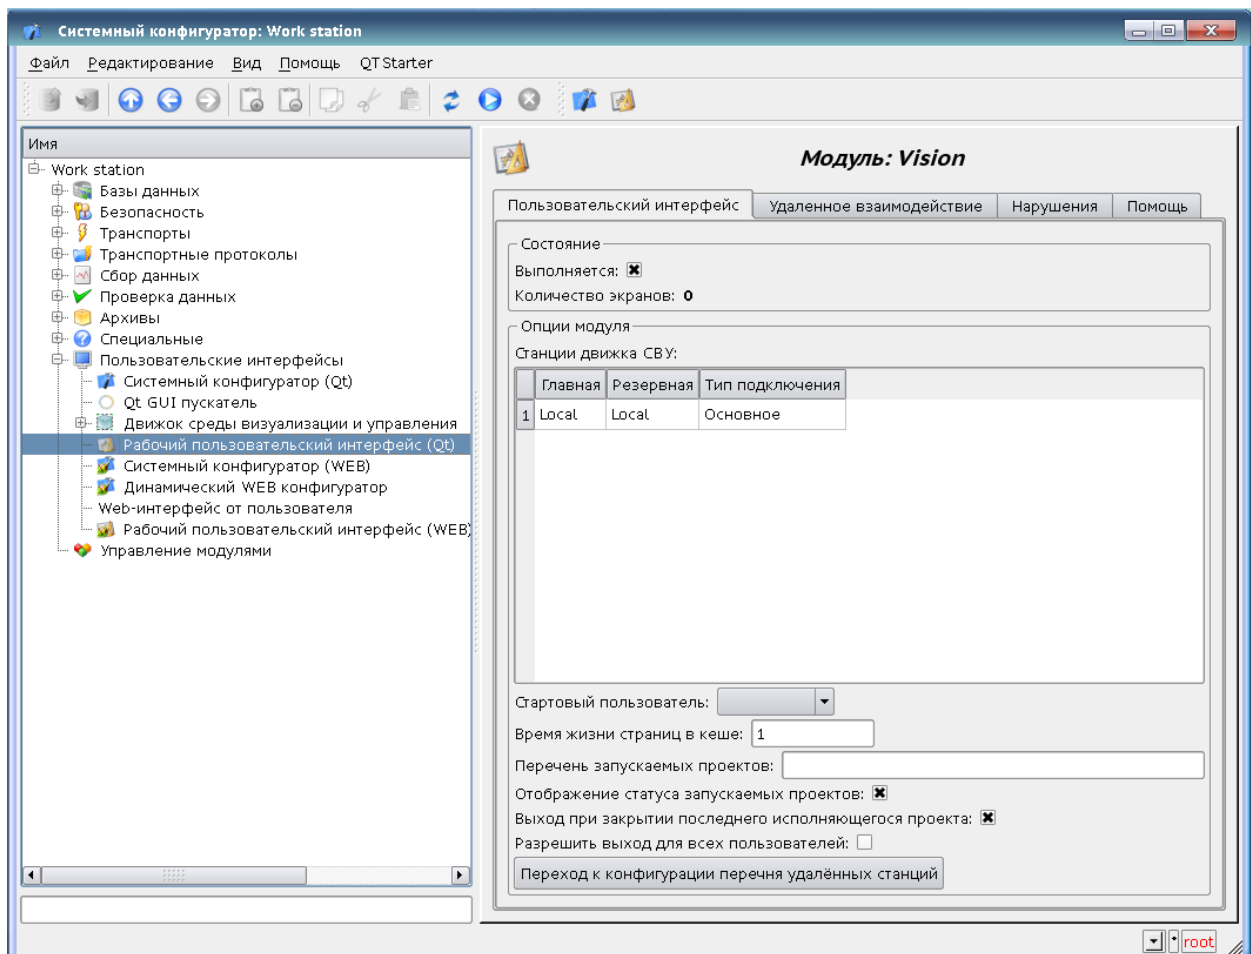 Системный конфигуратор: Work station
Файл Редактирование Вид Помощь QTStarter
Имя
Work station
Базы данных
Безопасность
Транспорты
Транспортные протоколы
Сбор данных
Проверка данных
Архивы
Специальные
Пользовательские интерфейсы
Системный конфигуратор (Qt)
Qt GUI пускатель
Движок среды визуализации и управления
Рабочий пользовательский интерфейс (Qt)
Системный конфигуратор (WEB)
Динамический WEB конфигуратор
Web-интерфейс от пользователя
Рабочий пользовательский интерфейс (WEB)
Управление модулями
Модуль: Vision
Пользовательский интерфейс Удаленное взаимодействие Нарушения Помощь
Состояние
Выполняется:
Количество экранов: 0
Опции модуля
Станции движка СВУ:
Главная Резервная Тип подключения
1 Local Local Основное
Стартовый пользователь:
Время жизни страниц в кеше: 1
Перечень запускаемых проектов:
Отображение статуса запускаемых проектов:
Выход при закрытии последнего исполняющегося проекта:
Разрешить выход для всех пользователей:
Переход к конфигурации перечня удалённых станций
* root